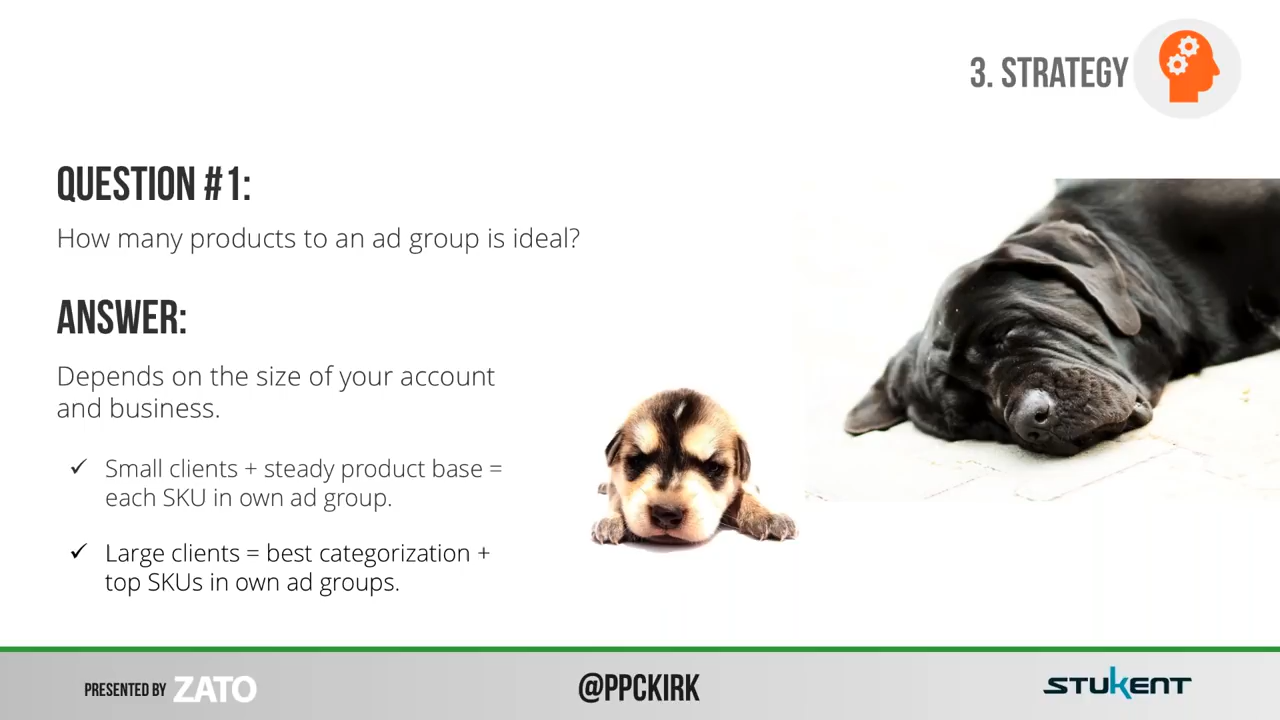 3. STRATEGY
QUESTION #1:
How many products to an ad group is ideal?
ANSWER:
Depends on the size of your account
and business.
✓ Small clients + steady product base =
each SKU in own ad group.
✓ Large clients = best categorization +
top SKUs in own ad groups.
PRESENTED BY ZATO
@PPCKIRK
STUKENT